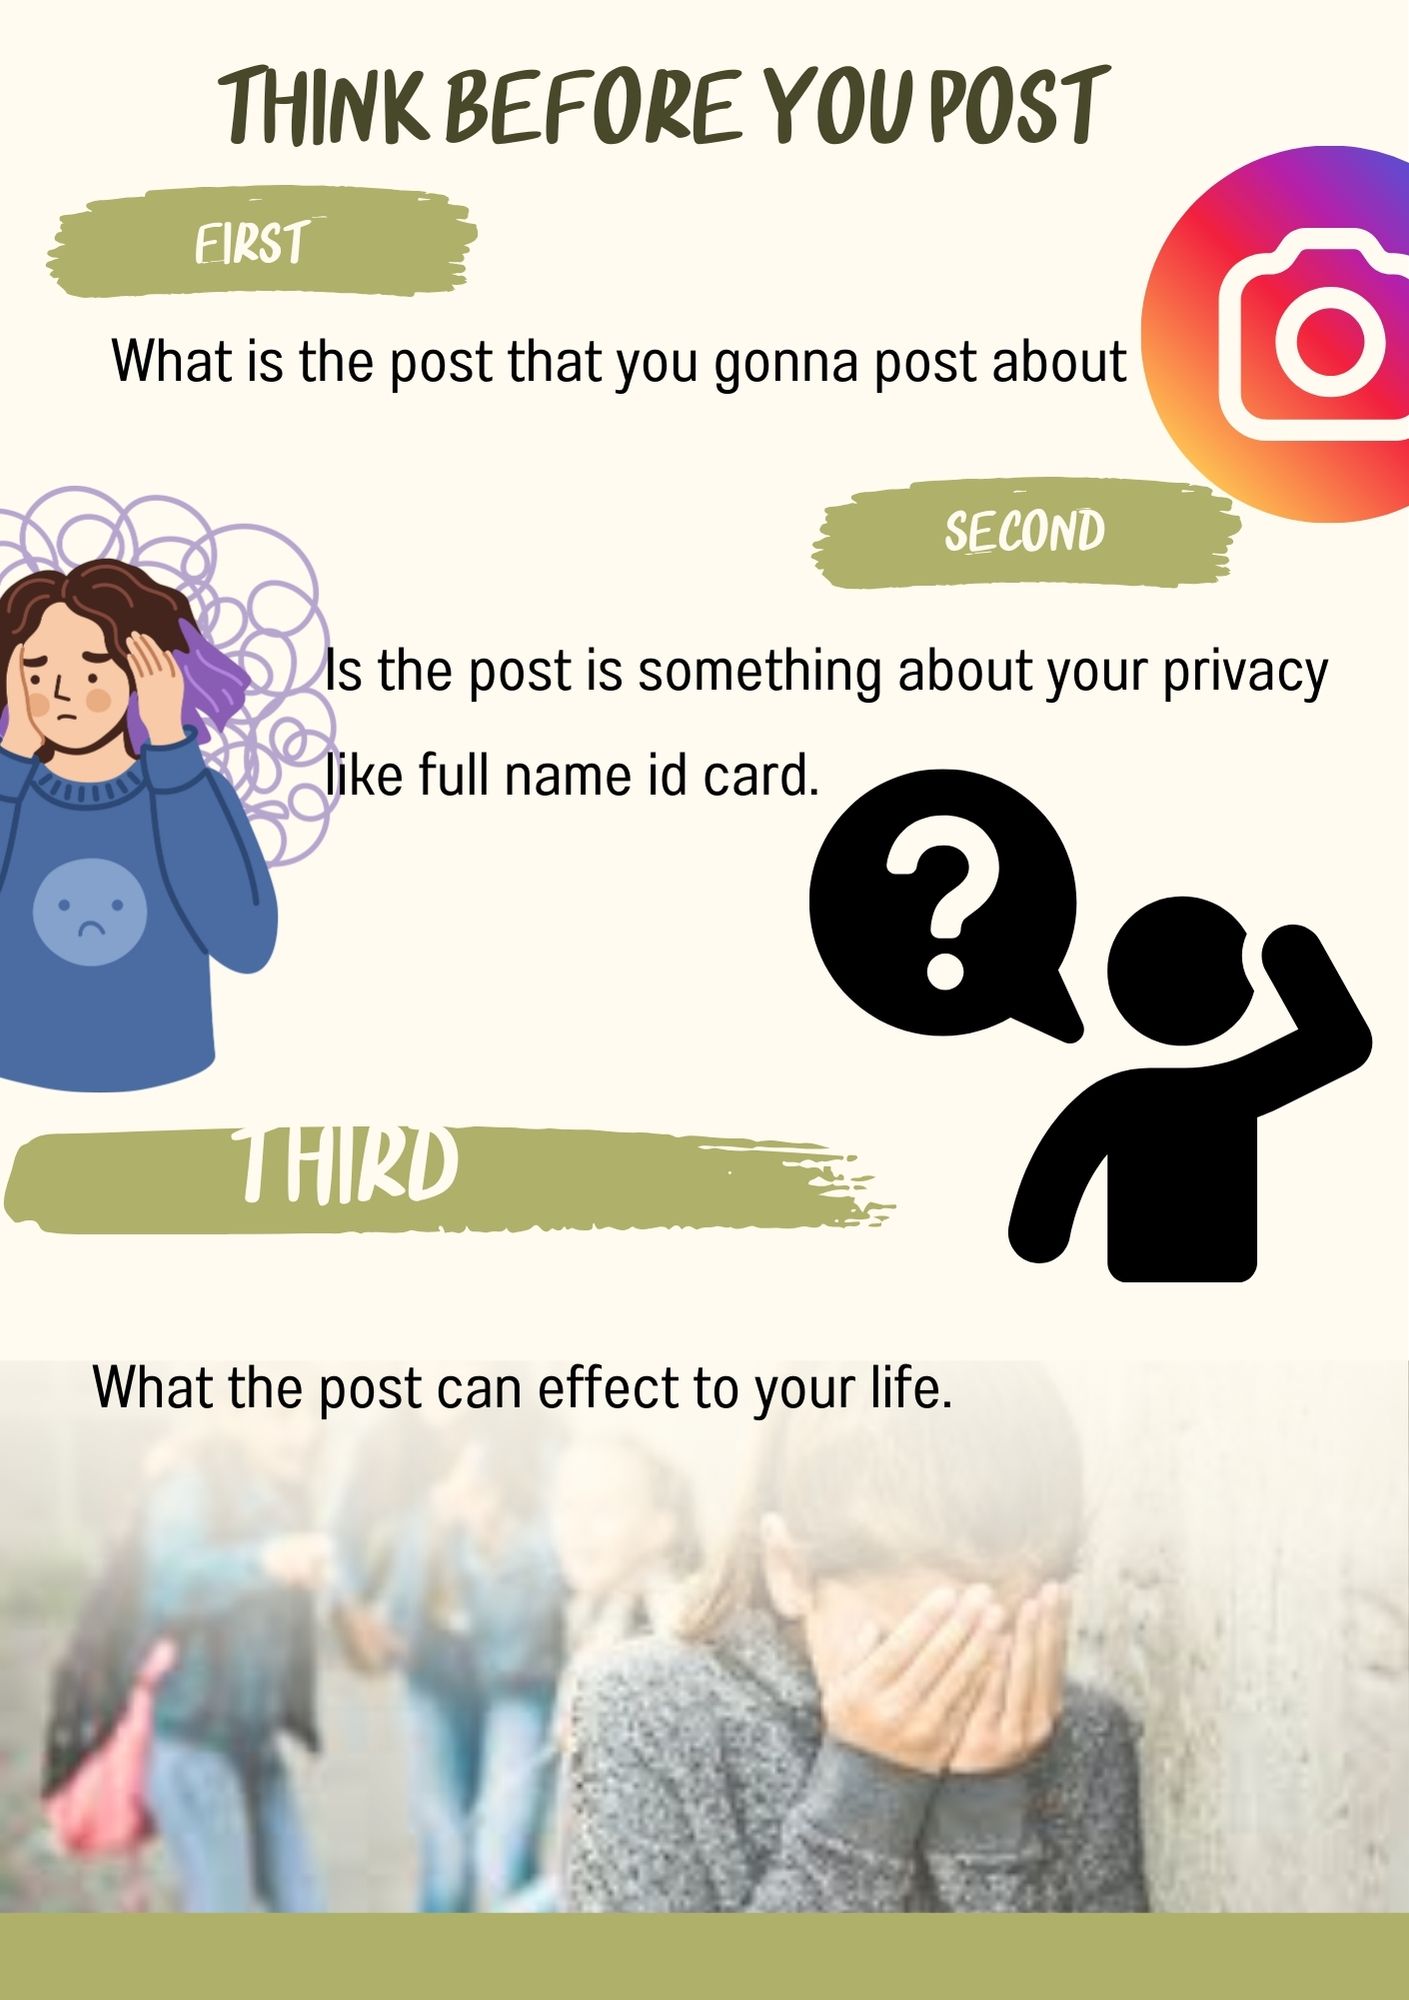 THINK BEFORE YOU POST
FIRST
What is the post that you gonna post about
SECOND
Is the post is something about your privacy
like full name id card.
?
THIRD
What the post can effect to your life.